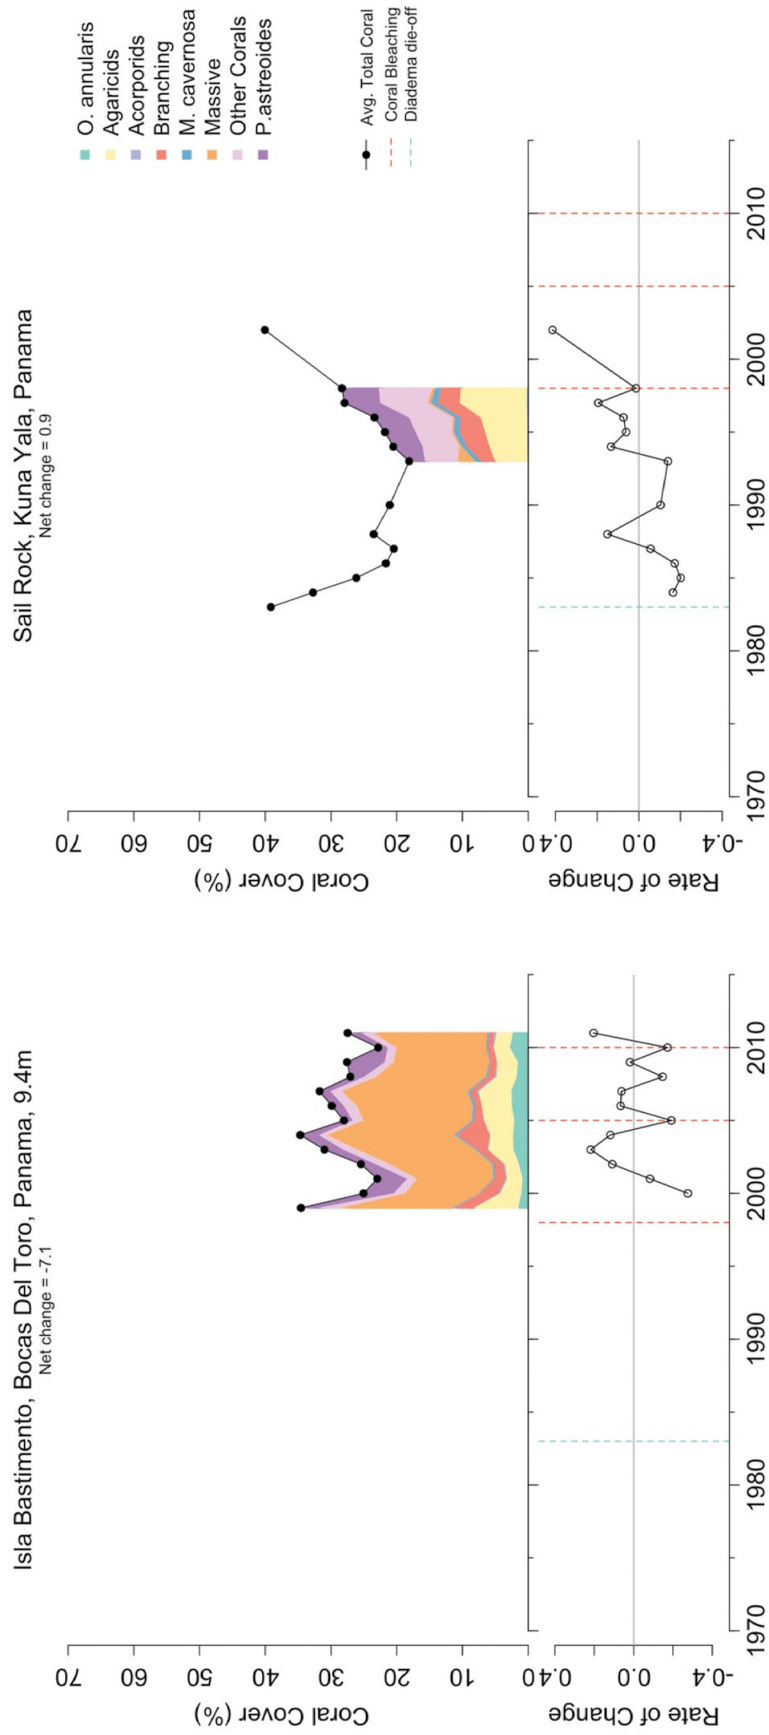 Isla Bastimento, Bocas Del Toro, Panama, 9.4m
Net change = -7.1
Coral Cover (%)
70
60
50
40
30
20
10
0
Rate of Change
0.4
0.0
-0.4
1970
1980
1990
2000
2010
Sail Rock, Kuna Yala, Panama
Net change = 0.9
Coral Cover (%)
70
60
50
40
30
20
10
0
Rate of Change
0.4
0.0
-0.4
1970
1980
1990
2000
2010
O. annularis
Agaricids
Acorporids
Branching
M. cavernosa
Massive
Other Corals
P.astreoides
Avg. Total Coral
Coral Bleaching
Diadema die-off